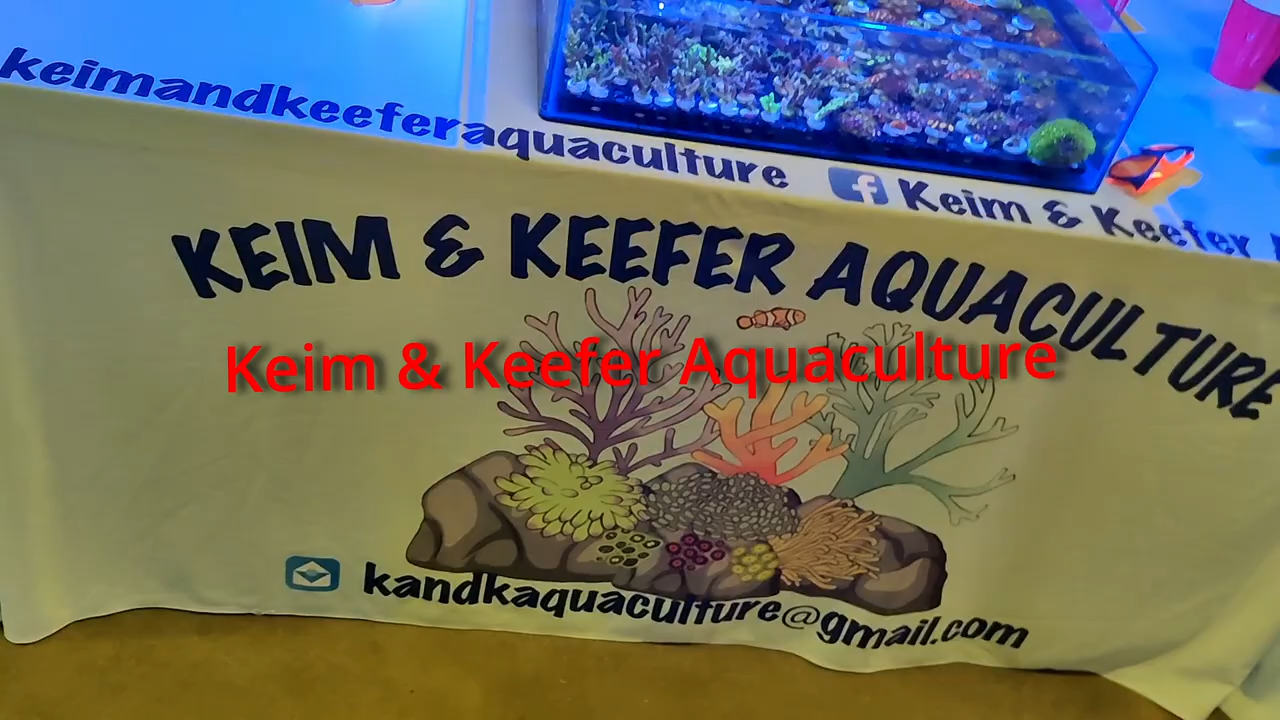 keimandkeeferaquaculture
Keim & Keefer
KEIM & KEEFER AQUACULTURE
Keim & Keefer Aquaculture
kandkaquaculture@gmail.com